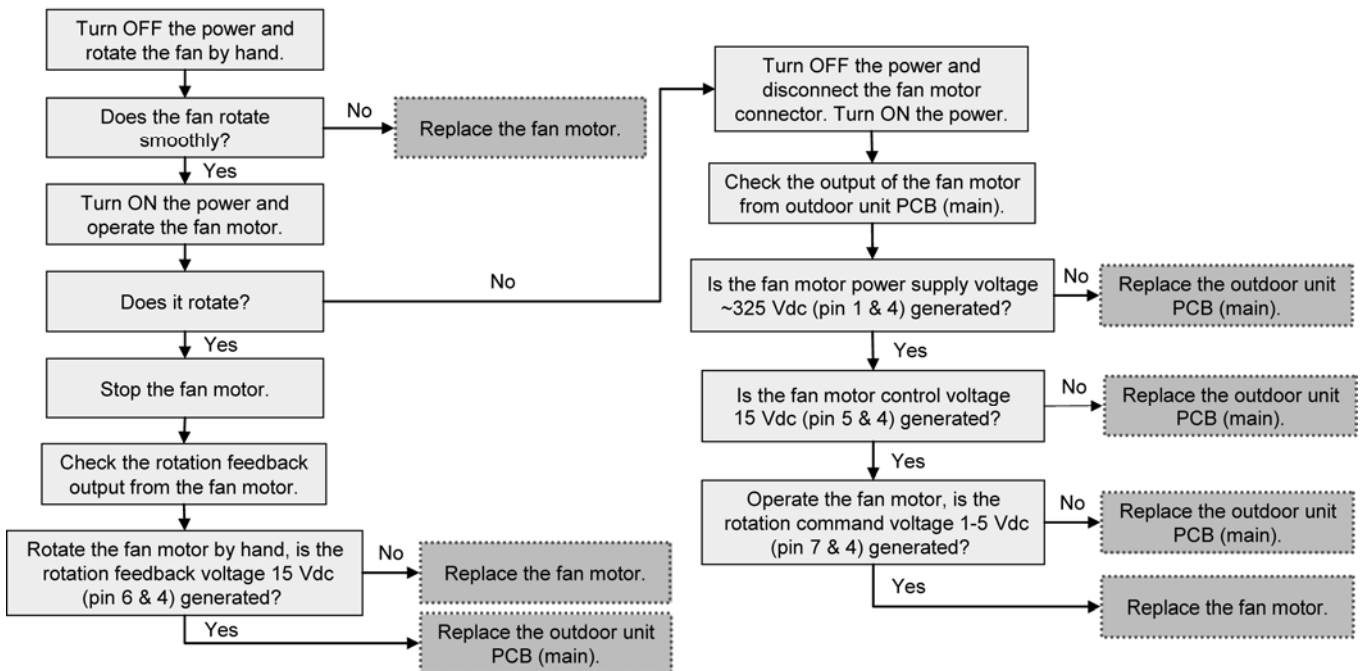 Turn OFF the power and
rotate the fan by hand.
Does the fan rotate
smoothly?
No
Replace the fan motor.
Yes
Turn ON the power and
operate the fan motor.
Does it rotate?
No
Yes
Stop the fan motor.
Check the rotation feedback
output from the fan motor.
Rotate the fan motor by hand, is the
rotation feedback voltage 15 Vdc
(pin 6 & 4) generated?
No
Replace the fan motor.
Yes
Replace the outdoor unit
PCB (main).
Turn OFF the power and
disconnect the fan motor
connector. Turn ON the power.
Check the output of the fan motor
from outdoor unit PCB (main).
Is the fan motor power supply voltage
~325 Vdc (pin 1 & 4) generated?
No
Replace the outdoor unit
PCB (main).
Yes
Is the fan motor control voltage
15 Vdc (pin 5 & 4) generated?
No
Replace the outdoor unit
PCB (main).
Yes
Operate the fan motor, is the
rotation command voltage 1-5 Vdc
(pin 7 & 4) generated?
No
Replace the outdoor unit
PCB (main).
Yes
Replace the fan motor.